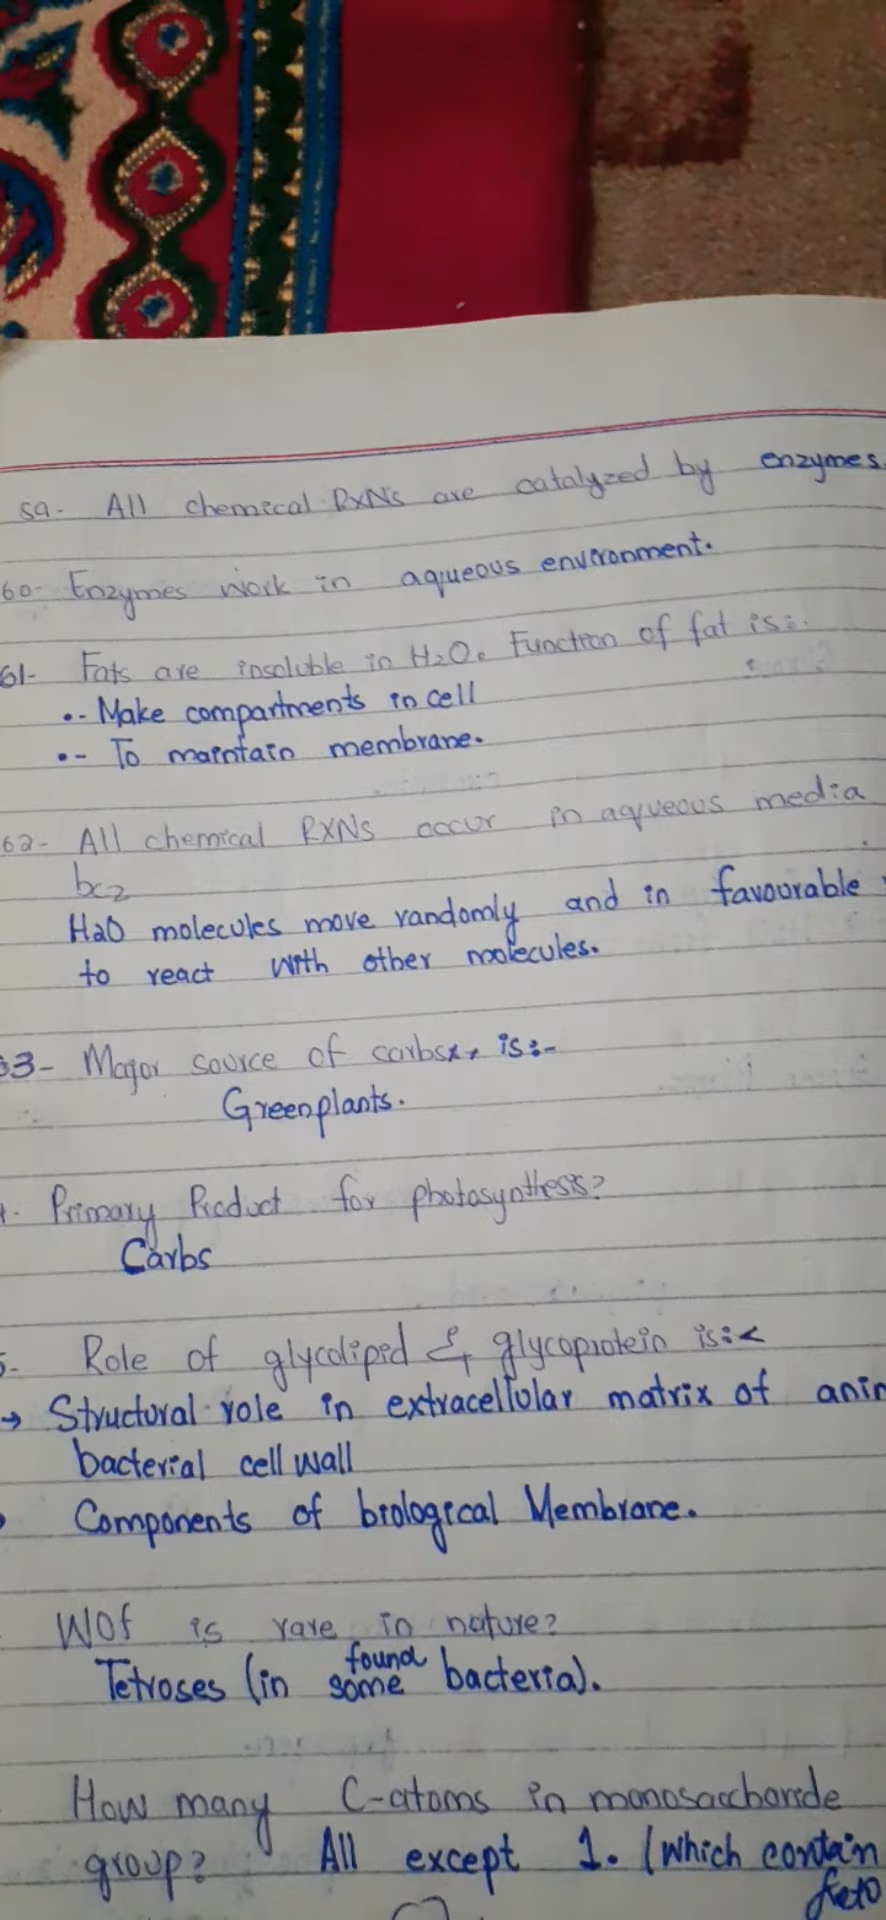 59- All chemical RXNs are catalyzed by enzymes
60- Enzymes work in aqueous environment.
61- Fats are insoluble in H2O. Function of fat is:
•- Make compartments in cell
•- To maintain membrane.
62- All chemical RXNs occur in aqueous media
bcz
H2O molecules move randomly and in favourable
to react with other molecules.
3- Major source of carbs is:-
Green plants.
Primary Product for photosynthesis?
Carbs
Role of glycolipid & glycoprotein is:
→ Structural role in extracellular matrix of anim
bacterial cell wall
Components of biological Membrane.
WOf is rare in nature?
Tetroses (in found some bacteria).
How many C-atoms in monosaccharide
group? All except 1. (which contain
keto